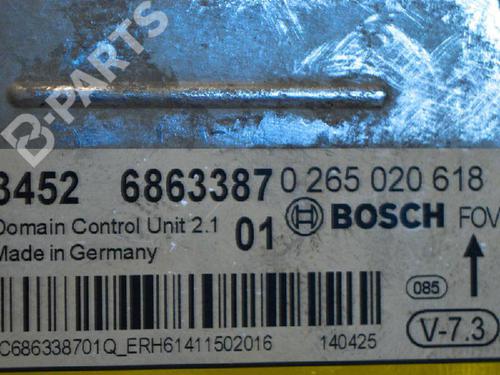 B-PARTS
3452 6863387 0 265 020 618
Domain Control Unit 2.1 01 BOSCH FOV
Made in Germany
085
V-7.3
C686338701Q_ERH61411502016 140425